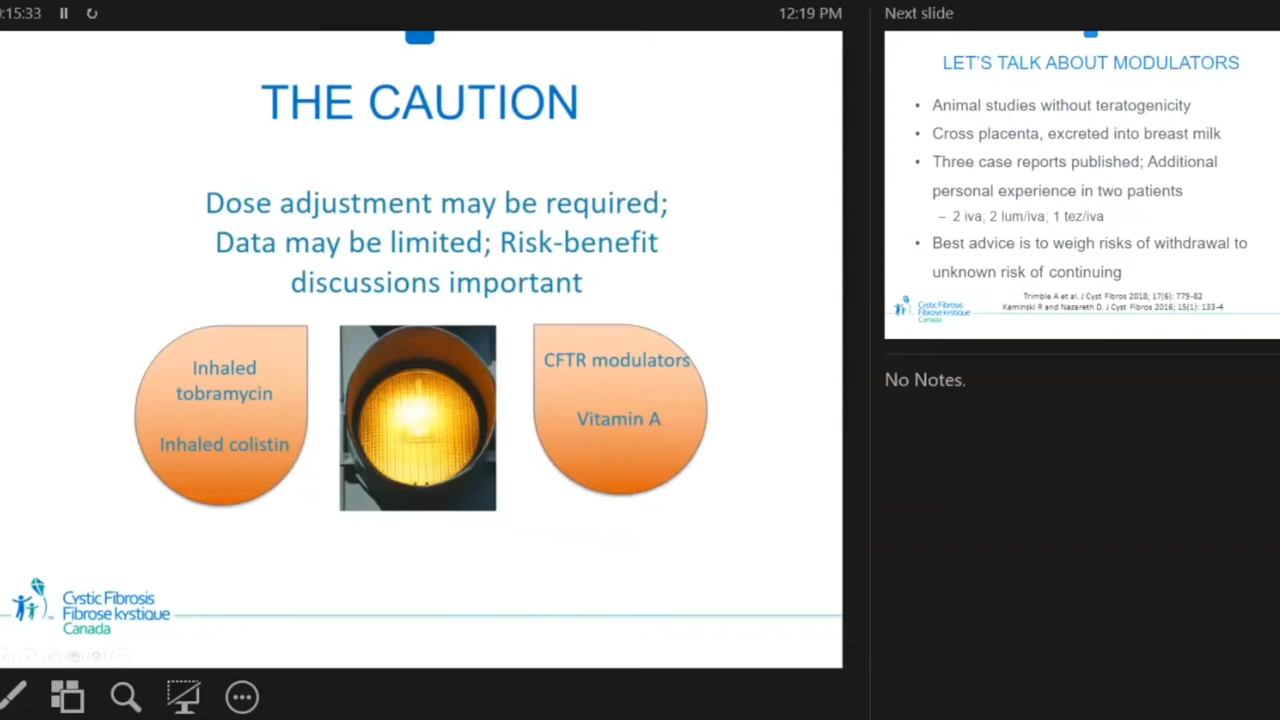 :15:33
12:19 PM
THE CAUTION
Dose adjustment may be required;
Data may be limited; Risk-benefit
discussions important
Inhaled
tobramycin
Inhaled colistin
CFTR modulators
Vitamin A
Cystic Fibrosis
Fibrose kystique
Canada
Next slide
LET'S TALK ABOUT MODULATORS
• Animal studies without teratogenicity
• Cross placenta, excreted into breast milk
• Three case reports published; Additional
personal experience in two patients
– 2 iva; 2 lum/iva; 1 tez/iva
• Best advice is to weigh risks of withdrawal to
unknown risk of continuing
Trimble A et al. J Cyst Fibros 2018; 17(6): 779-82
Kaminski R and Nazareth D. J Cyst Fibros 2016; 15(1): 133-4
Cystic Fibrosis
Fibrose kystique
Canada
No Notes.